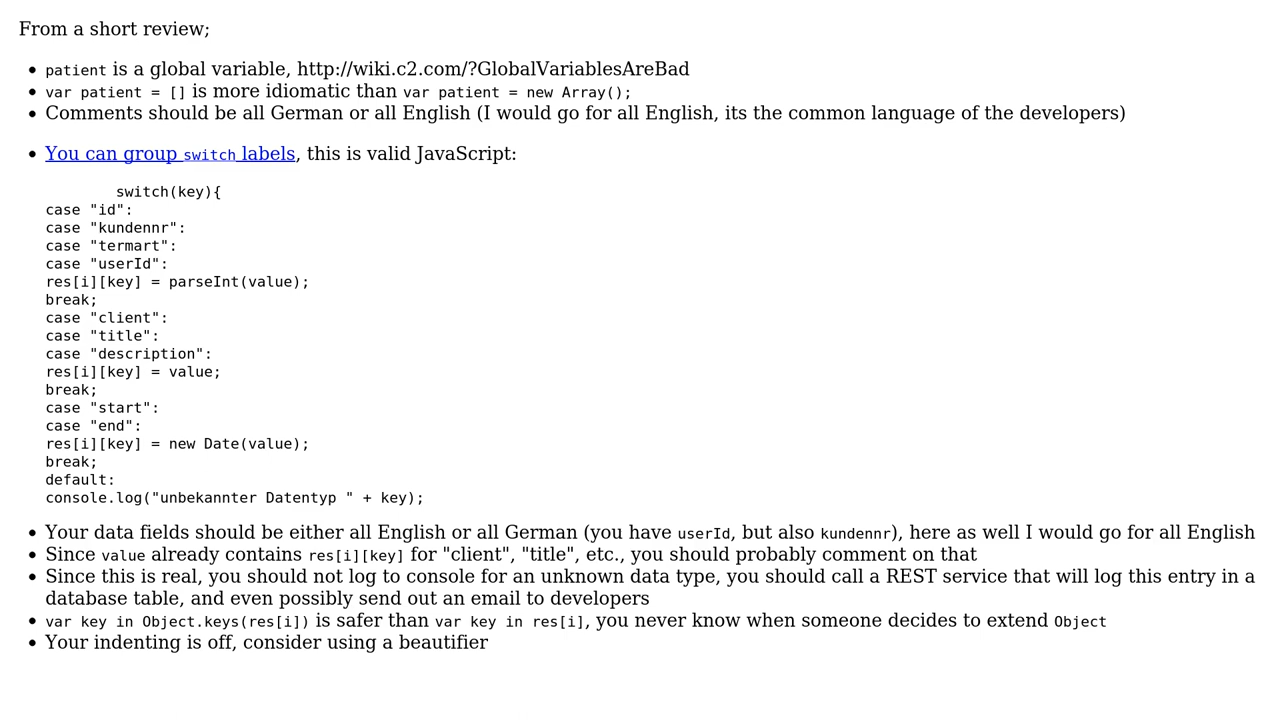 From a short review;
• patient is a global variable, http://wiki.c2.com/?GlobalVariablesAreBad
• var patient = [] is more idiomatic than var patient = new Array();
• Comments should be all German or all English (I would go for all English, its the common language of the developers)
• You can group switch labels, this is valid JavaScript:
switch(key){
case "id":
case "kundennr":
case "termart":
case "userId":
res[i][key] = parseInt(value);
break;
case "client":
case "title":
case "description":
res[i][key] = value;
break;
case "start":
case "end":
res[i][key] = new Date(value);
break;
default:
console.log("unbekannter Datentyp " + key);
• Your data fields should be either all English or all German (you have userId, but also kundennr), here as well I would go for all English
• Since value already contains res[i][key] for "client", "title", etc., you should probably comment on that
• Since this is real, you should not log to console for an unknown data type, you should call a REST service that will log this entry in a
database table, and even possibly send out an email to developers
• var key in Object.keys(res[i]) is safer than var key in res[i], you never know when someone decides to extend Object
• Your indenting is off, consider using a beautifier